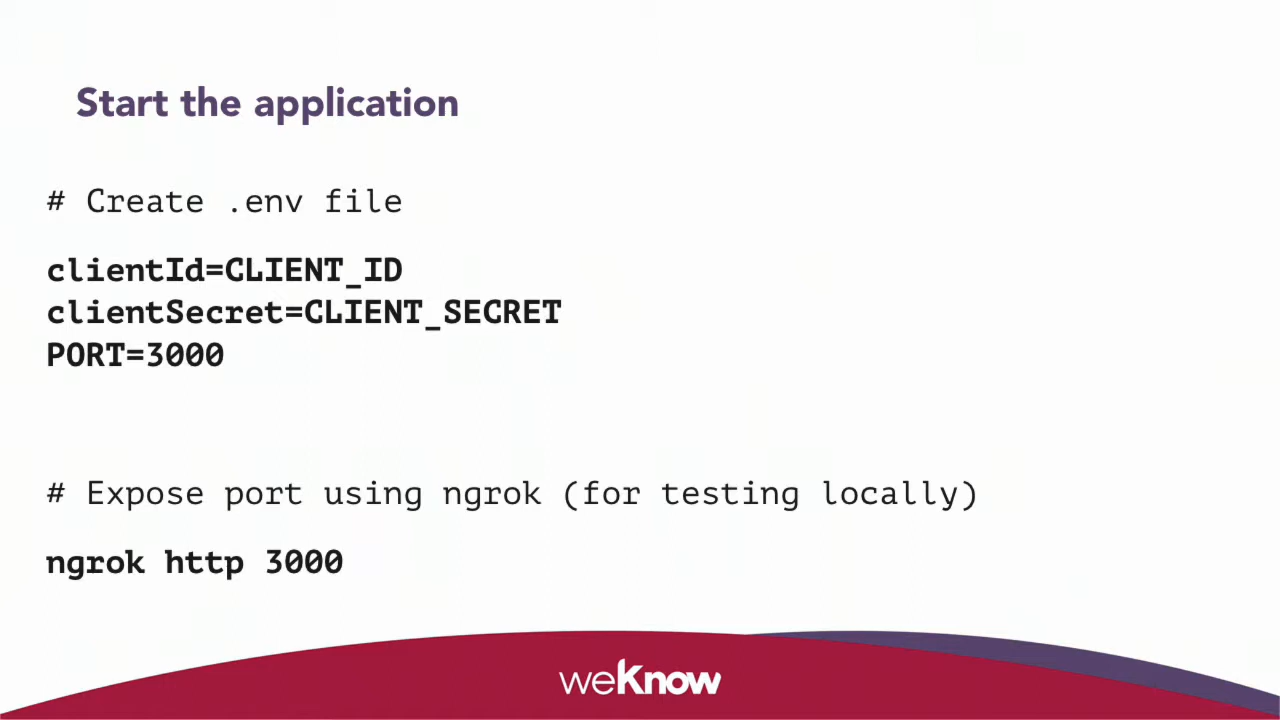 Start the application
# Create .env file
clientId=CLIENT_ID
clientSecret=CLIENT_SECRET
PORT=3000
# Expose port using ngrok (for testing locally)
ngrok http 3000
weKnow